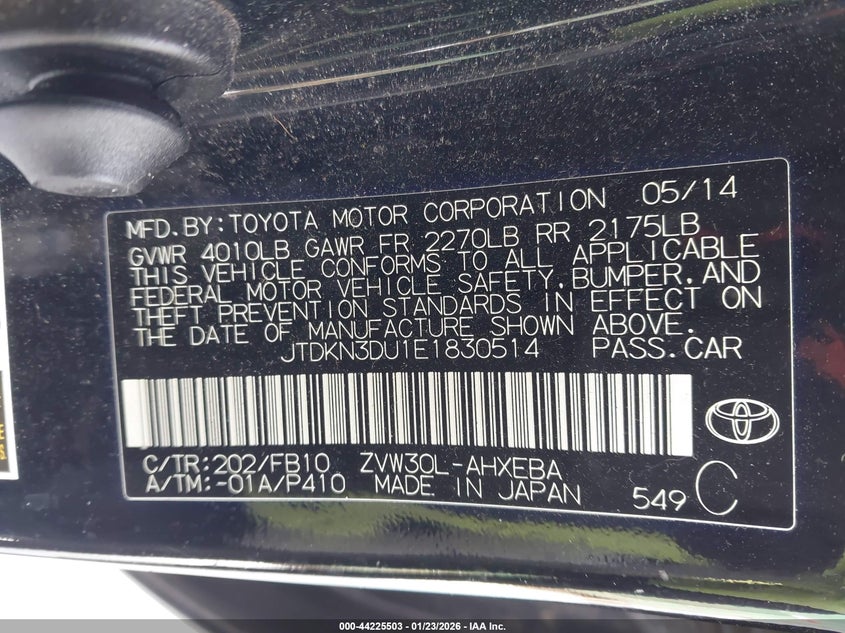 MFD.BY:TOYOTA MOTOR CORPORATION 05/14
GVWR 4010LB GAWR FR 2270LB RR 2175LB
THIS VEHICLE CONFORMS TO ALL APPLICABLE
FEDERAL MOTOR VEHICLE SAFETY,BUMPER,AND
THEFT PREVENTION STANDARDS IN EFFECT ON
THE DATE OF MANUFACTURE SHOWN ABOVE.
JTDKN3DU1E1830514 PASS.CAR
C/TR:202/FB10 ZVW30L-AHXEBA
A/TM:-01A/P410 MADE IN JAPAN 549 C
000-44225503 - 01/23/2026 - IAA Inc.